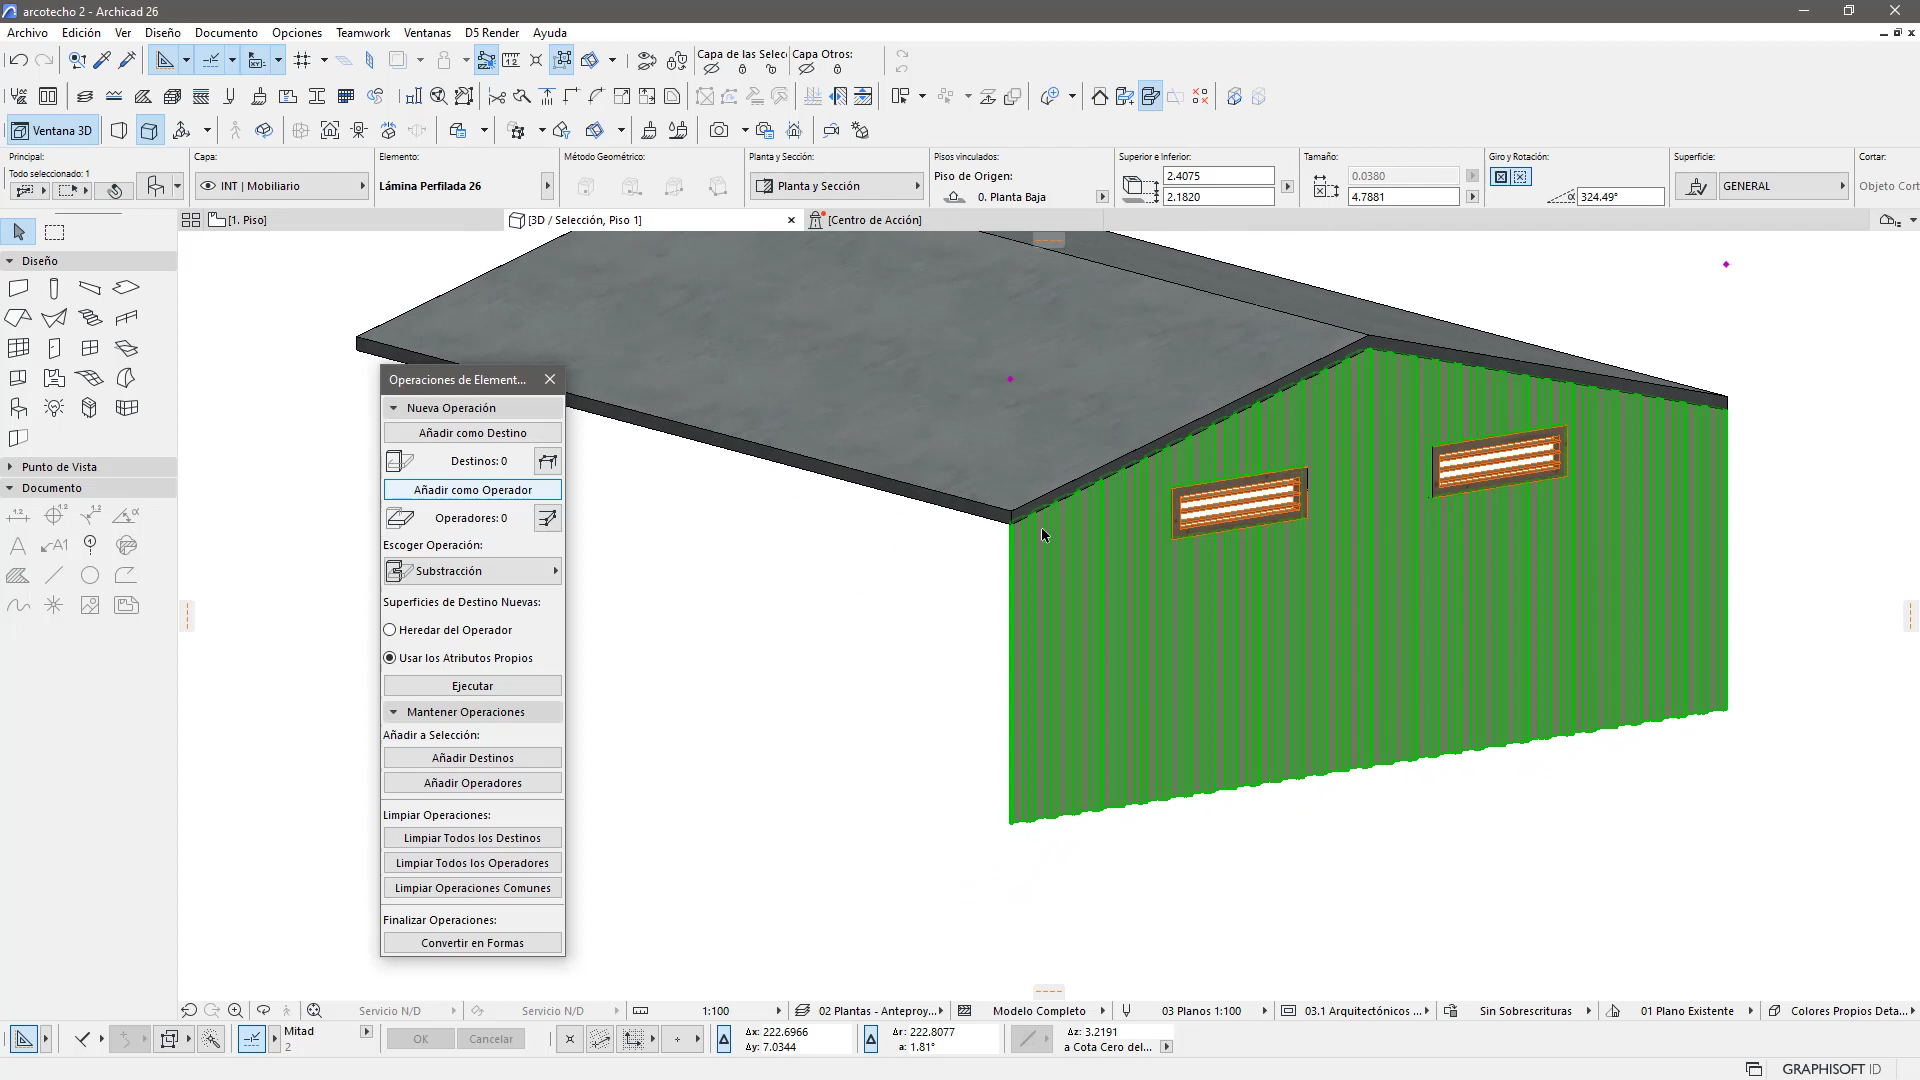 arcotecho 2 - Archicad 26
Archivo Edición Ver Diseño Documento Opciones Teamwork Ventanas D5 Render Ayuda
Capa de las Selec Capa Otros:
Ventana 3D
Principal: Capa: Elemento: Método Geométrico: Planta y Sección: Pisos vinculados: Superior e Inferior: Tamaño: Giro y Rotación: Superficie: Cortar:
Todo seleccionado: 1
INT | Mobiliario
Lámina Perfilada 26
Planta y Sección
Piso de Origen:
0. Planta Baja
2.4075
2.1820
0.0380
4.7881
324.49°
GENERAL
Objeto Cort
[1. Piso]
[3D / Selección, Piso 1]
[Centro de Acción]
Diseño
Punto de Vista
Documento
Operaciones de Element...
Nueva Operación
Añadir como Destino
Destinos: 0
Añadir como Operador
Operadores: 0
Escoger Operación:
Substracción
Superficies de Destino Nuevas:
Heredar del Operador
Usar los Atributos Propios
Ejecutar
Mantener Operaciones
Añadir a Selección:
Añadir Destinos
Añadir Operadores
Limpiar Operaciones:
Limpiar Todos los Destinos
Limpiar Todos los Operadores
Limpiar Operaciones Comunes
Finalizar Operaciones:
Convertir en Formas
Servicio N/D Servicio N/D 1:100 02 Plantas - Anteproy... Modelo Completo 03 Planos 1:100 03.1 Arquitectónicos ... Sin Sobrescrituras 01 Plano Existente Colores Propios Deta...
Mitad
2
OK Cancelar
Δx: 222.6966
Δy: 7.0344
Δr: 222.8077
a: 1.81°
Δz: 3.2191
a Cota Cero del...
GRAPHISOFT ID